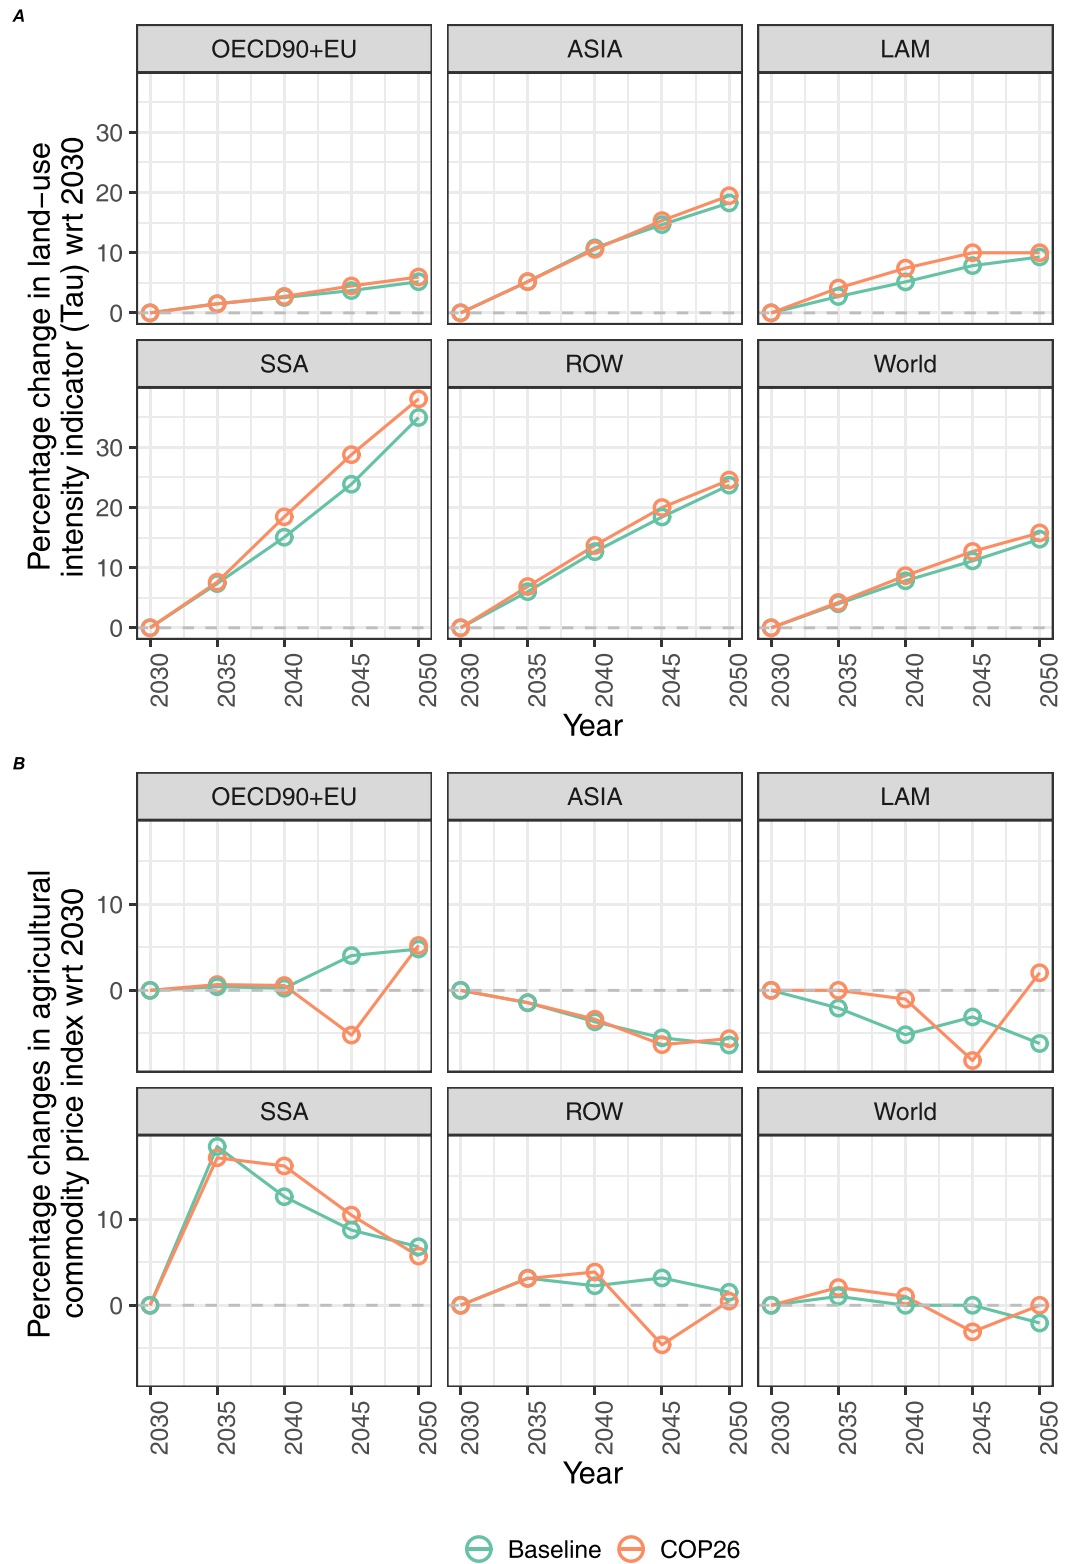 A
OECD90+EU ASIA LAM
Percentage change in land−use
intensity indicator (Tau) wrt 2030
30
20
10
0
SSA ROW World
30
20
10
0
2030 2035 2040 2045 2050 2030 2035 2040 2045 2050 2030 2035 2040 2045 2050
Year
B
OECD90+EU ASIA LAM
Percentage changes in agricultural
commodity price index wrt 2030
10
0
SSA ROW World
10
0
2030 2035 2040 2045 2050 2030 2035 2040 2045 2050 2030 2035 2040 2045 2050
Year
Baseline COP26